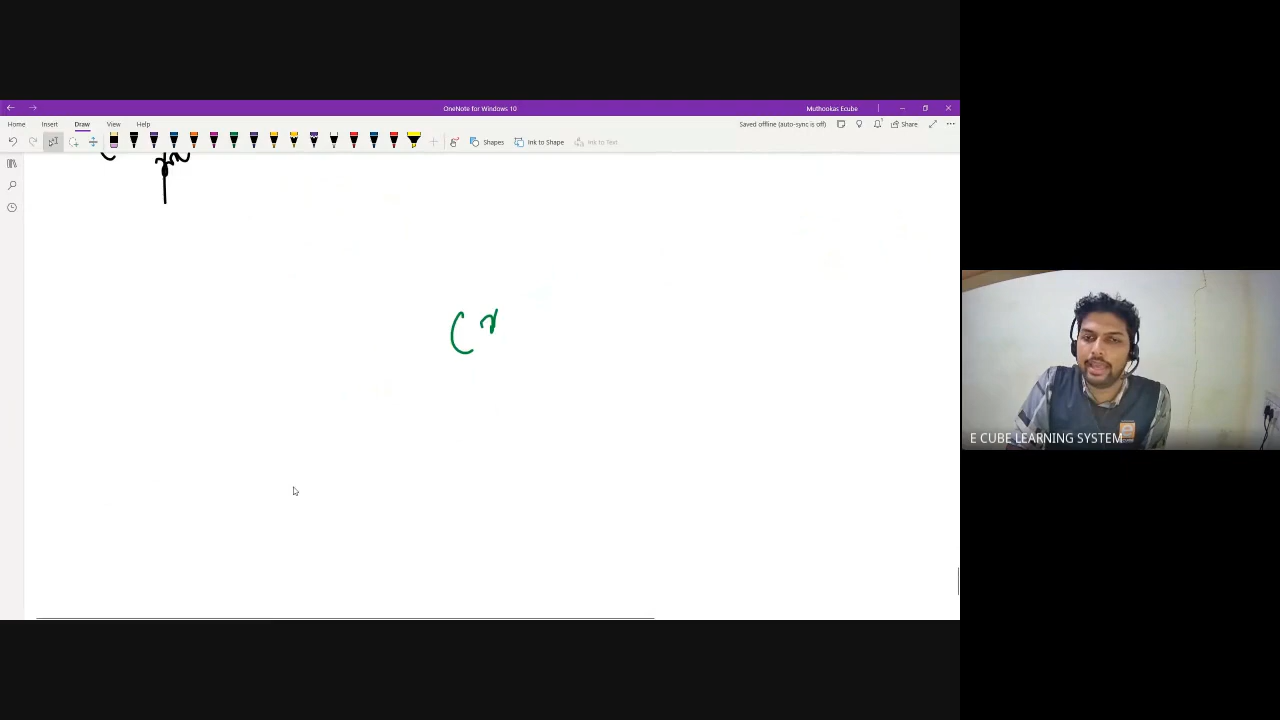 OneNote for Windows 10
Muthookas Ecube
Home Insert Draw View Help
Saved offline (auto-sync is off)
Share
Shapes
Ink to Shape
Ink to Text
(x
E CUBE LEARNING SYSTEM